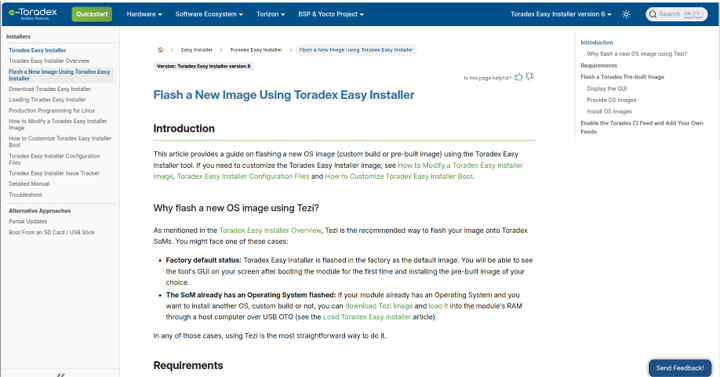 Toradex
Quickstart
Hardware
Software Ecosystem
Torizon
BSP & Yocto Project
Toradex Easy Installer version 6
Search
Installers
Toradex Easy Installer
Toradex Easy Installer Overview
Flash a New Image Using Toradex Easy
Installer
Download Toradex Easy Installer
Loading Toradex Easy Installer
Production Programming for Linux
How to Modify a Toradex Easy Installer
Image
How to Customize Toradex Easy Installer
Boot
Toradex Easy Installer Configuration
Files
Toradex Easy Installer Issue Tracker
Detailed Manual
Troubleshoot
Alternative Approaches
Partial Updates
Boot From an SD Card / USB Stick
Easy Installer
Toradex Easy Installer
Flash a New Image Using Toradex Easy Installer
Version: Toradex Easy Installer version 6
Is this page helpful?
Flash a New Image Using Toradex Easy Installer
Introduction
This article provides a guide on flashing a new OS image (custom build or pre-built image) using the Toradex Easy
Installer tool. If you need to customize the Toradex Easy Installer image, see How to Modify a Toradex Easy Installer
Image, Toradex Easy Installer Configuration Files and How to Customize Toradex Easy Installer Boot.
Why flash a new OS image using Tezi?
As mentioned in the Toradex Easy Installer Overview, Tezi is the recommended way to flash your image onto Toradex
SoMs. You might face one of these cases:
• Factory default status: Toradex Easy Installer is flashed in the factory as the default image. You will be able to see
the tool's GUI on your screen after booting the module for the first time and installing the pre-built image of your
choice.
• The SoM already has an Operating System flashed: If your module already has an Operating System and you
want to install another OS, custom build or not, you can download Tezi image and load it into the module's RAM
through a host computer over USB OTG (see the Load Toradex Easy Installer article).
In any of those cases, using Tezi is the most straightforward way to do it.
Requirements
Introduction
Why flash a new OS image using Tezi?
Requirements
Flash a Toradex Pre-built Image
Display the GUI
Provide OS Images
Install OS Images
Enable the Toradex CI Feed and Add Your Own
Feeds
Send Feedback!